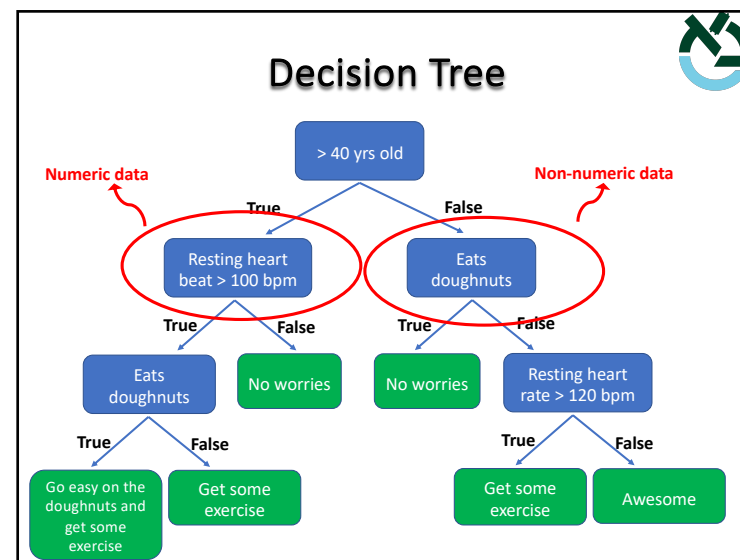 Decision Tree
> 40 yrs old
Numeric data
Non-numeric data
True
False
Resting heart
beat > 100 bpm
Eats
doughnuts
True
False
True
False
Eats
doughnuts
No worries
No worries
Resting heart
rate > 120 bpm
True
False
True
False
Go easy on the
doughnuts and
get some
exercise
Get some
exercise
Get some
exercise
Awesome